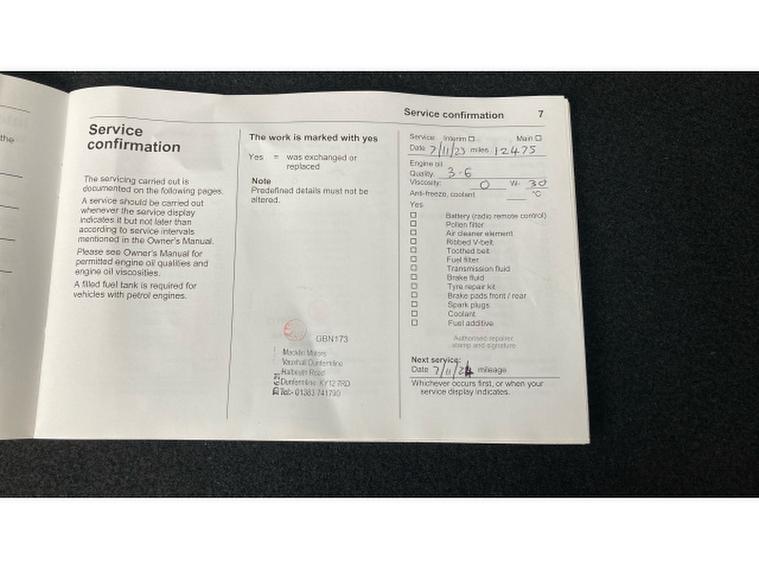 the
Service
confirmation
The servicing carried out is
documented on the following pages.
A service should be carried out
whenever the service display
indicates it but not later than
according to service intervals
mentioned in the Owner's Manual.
Please see Owner's Manual for
permitted engine oil qualities and
engine oil viscosities.
A filled fuel tank is required for
vehicles with petrol engines.
The work is marked with yes
Yes = was exchanged or
replaced
Note
Predefined details must not be
altered.
GBN173
Macklin Motors
Vauxhall Dunfermline
Halbeath Road
Dunfermline KY12 7RD
Tel:- 01383 741790
Service confirmation 7
Service Interim Main
Date 7/11/23 miles 12475
Engine oil
Quality: 3-6
Viscosity: 0 W- 30
Anti-freeze, coolant °C
Yes
Battery (radio remote control)
Pollen filter
Air cleaner element
Ribbed V-belt
Toothed belt
Fuel filter
Transmission fluid
Brake fluid
Tyre repair kit
Brake pads front / rear
Spark plugs
Coolant
Fuel additive
Authorised repairer
stamp and signature
Next service:
Date 7/11/24 mileage
Whichever occurs first, or when your
service display indicates.